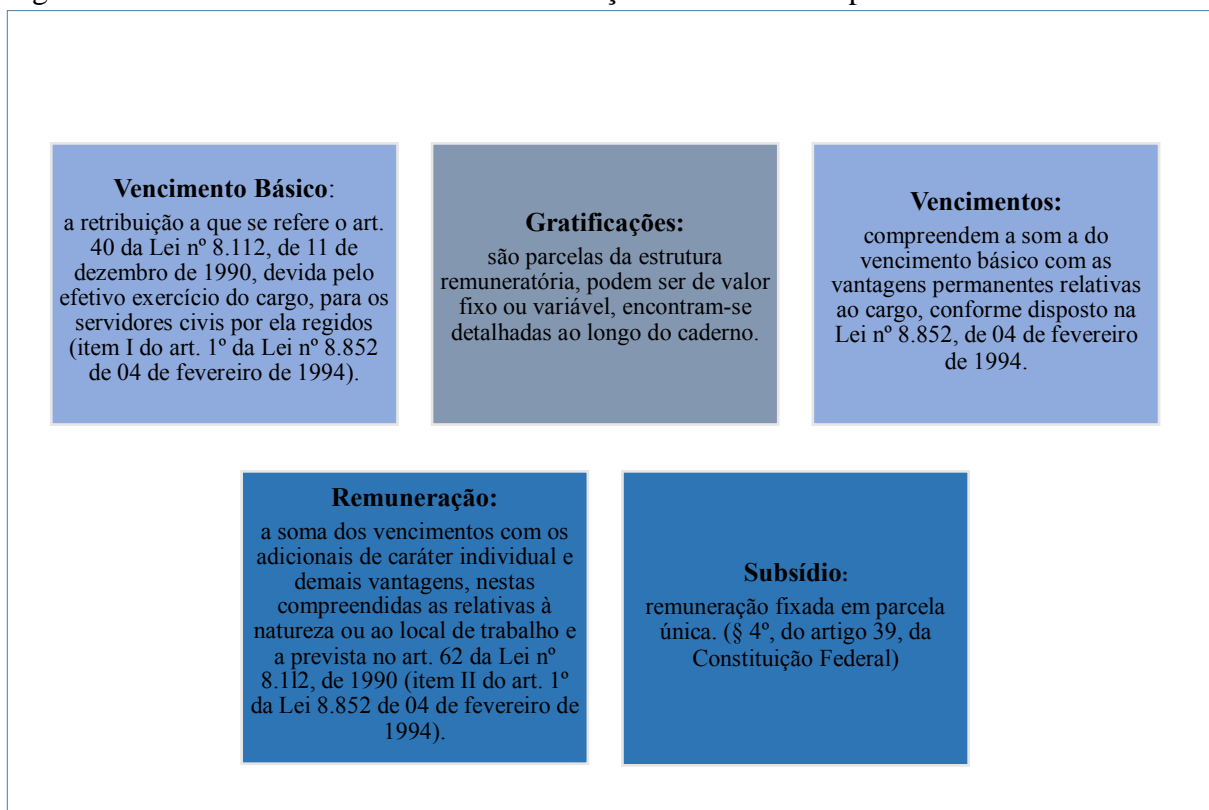 Vencimento Básico:
a retribuição a que se refere o art.
40 da Lei nº 8.112, de 11 de
dezembro de 1990, devida pelo
efetivo exercício do cargo, para os
servidores civis por ela regidos
(item I do art. 1º da Lei nº 8.852
de 04 de fevereiro de 1994).
Gratificações:
são parcelas da estrutura
remuneratória, podem ser de valor
fixo ou variável, encontram-se
detalhadas ao longo do caderno.
Vencimentos:
compreendem a som a do
vencimento básico com as
vantagens permanentes relativas
ao cargo, conforme disposto na
Lei nº 8.852, de 04 de fevereiro
de 1994.
Remuneração:
a soma dos vencimentos com os
adicionais de caráter individual e
demais vantagens, nestas
compreendidas as relativas à
natureza ou ao local de trabalho e
a prevista no art. 62 da Lei nº
8.112, de 1990 (item II do art. 1º
da Lei 8.852 de 04 de fevereiro de
1994).
Subsídio:
remuneração fixada em parcela
única. (§ 4º, do artigo 39, da
Constituição Federal)